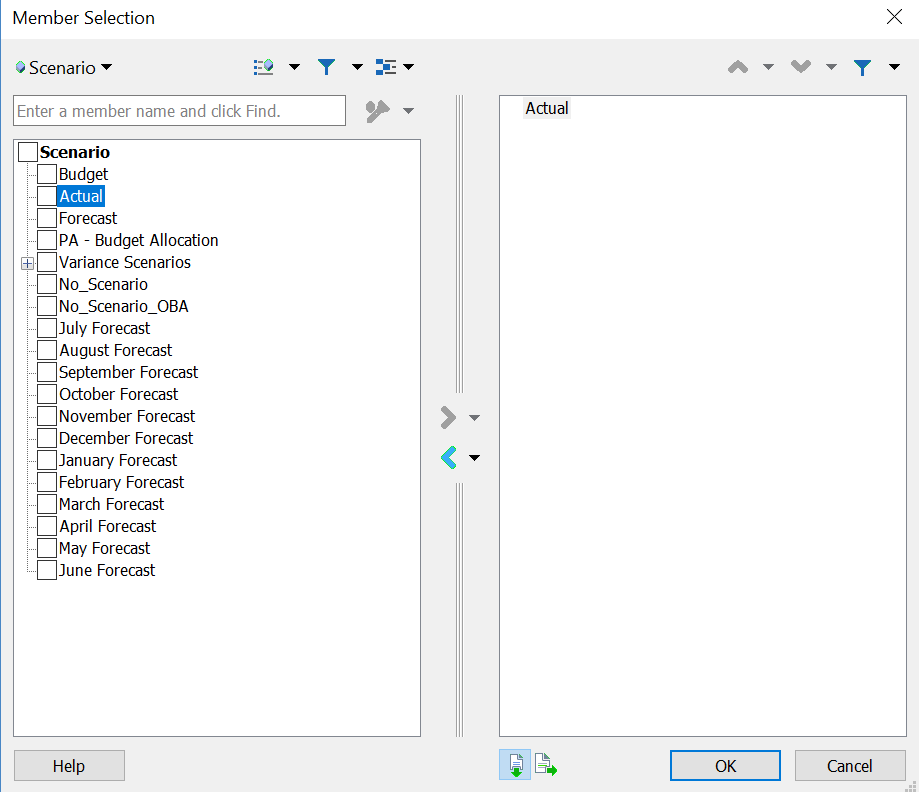 Member Selection
Scenario
Enter a member name and click Find.
Scenario
Budget
Actual
Forecast
PA - Budget Allocation
Variance Scenarios
No_Scenario
No_Scenario_OBA
July Forecast
August Forecast
September Forecast
October Forecast
November Forecast
December Forecast
January Forecast
February Forecast
March Forecast
April Forecast
May Forecast
June Forecast
Actual
Help
OK
Cancel